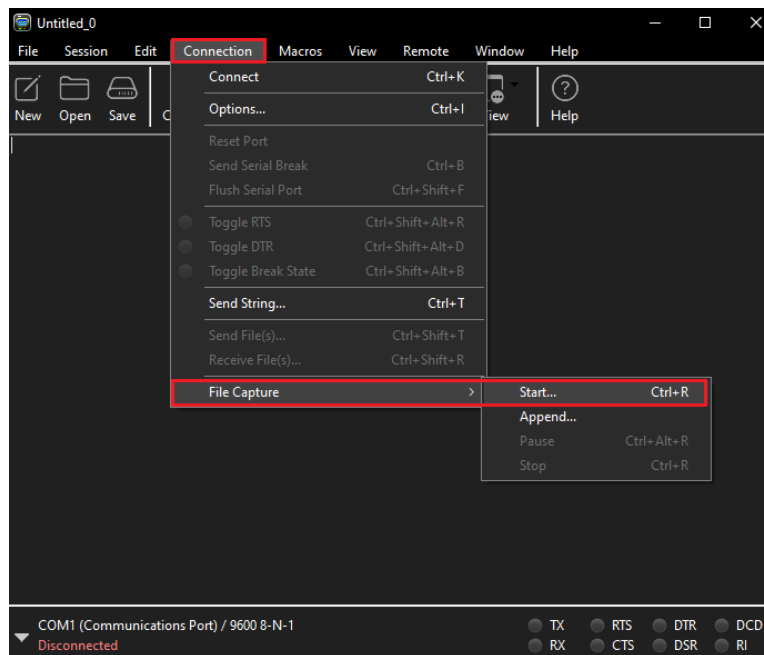 Untitled_0
File Session Edit Connection Macros View Remote Window Help
New Open Save C iew Help
Connect Ctrl+K
Options... Ctrl+I
Reset Port
Send Serial Break Ctrl+B
Flush Serial Port Ctrl+Shift+F
Toggle RTS Ctrl+Shift+Alt+R
Toggle DTR Ctrl+Shift+Alt+D
Toggle Break State Ctrl+Shift+Alt+B
Send String... Ctrl+T
Send File(s)... Ctrl+Shift+T
Receive File(s)... Ctrl+Shift+R
File Capture > Start... Ctrl+R
Append...
Pause Ctrl+Alt+R
Stop Ctrl+R
COM1 (Communications Port) / 9600 8-N-1 TX RTS DTR DCD
Disconnected RX CTS DSR RI